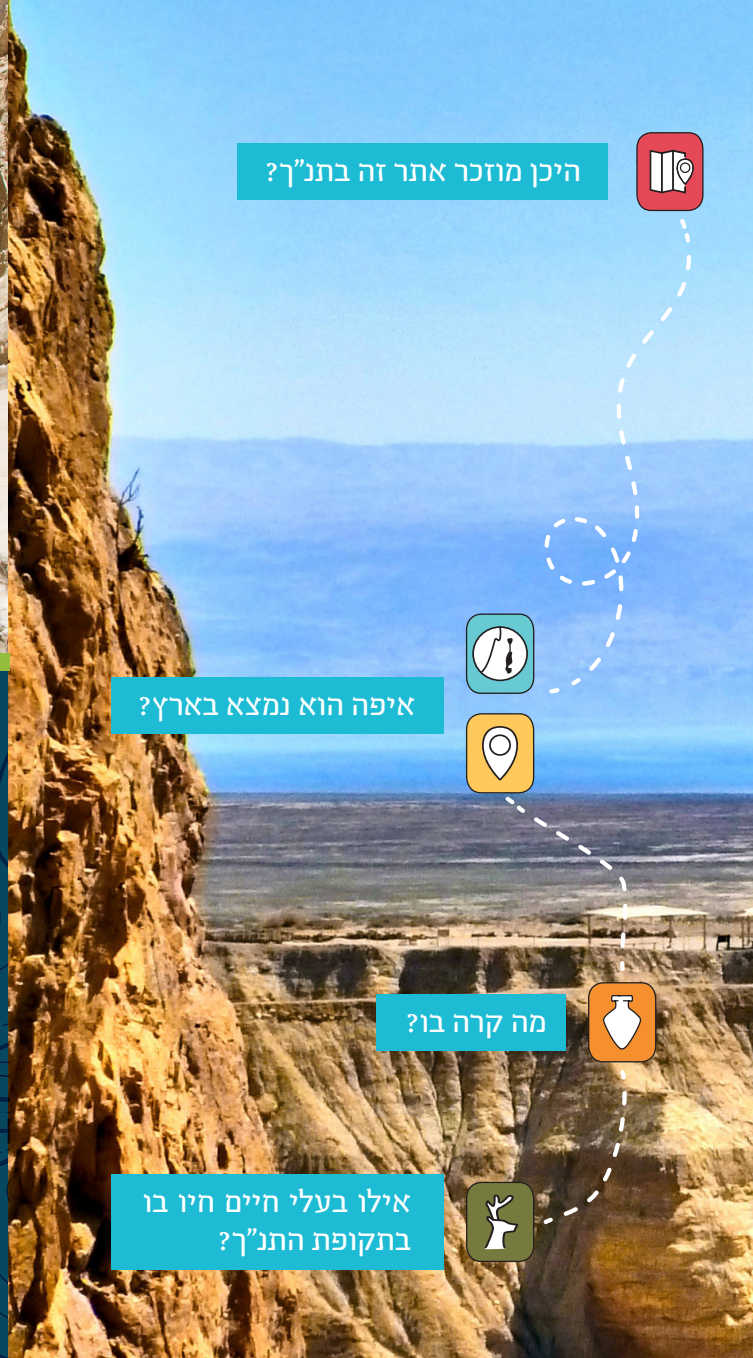 היכן מוזכר אתר זה בתנ"ך?
איפה הוא נמצא בארץ?
מה קרה בו?
אילו בעלי חיים חיו בו
בתקופת התנ"ך?